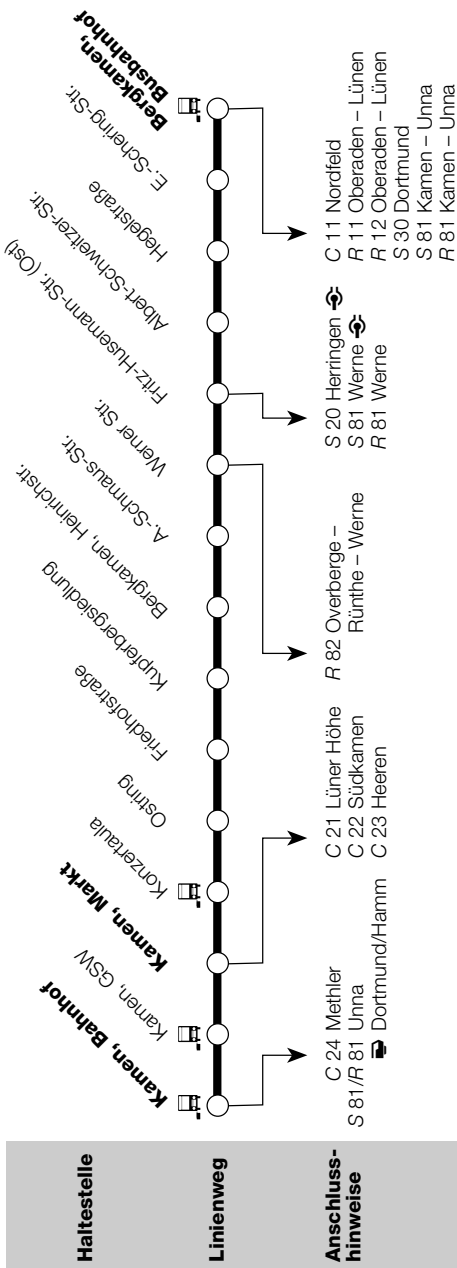 Haltestelle
Kamen, Bahnhof
Kamen, GSW
Kamen, Markt
Konzertaula
Ostring
Friedhofstraße
Kupferbergsiedlung
Bergkamen, Heinrichstr.
A.-Schmaus-Str.
Werner Str.
Fritz-Husemann-Str. (Ost)
Albert-Schweitzer-Str.
Hegelstraße
E.-Schering-Str.
Bergkamen,
Busbahnhof
Linienweg
Anschluss-
hinweise
C 24 Methler
S 81/R 81 Unna
Dortmund/Hamm
C 21 Lüner Höhe
C 22 Südkamen
C 23 Heeren
R 82 Overberge –
Rünthe – Werne
S 20 Herringen
S 81 Werne
R 81 Werne
C 11 Nordfeld
R 11 Oberaden – Lünen
R 12 Oberaden – Lünen
S 30 Dortmund
S 81 Kamen – Unna
R 81 Kamen – Unna